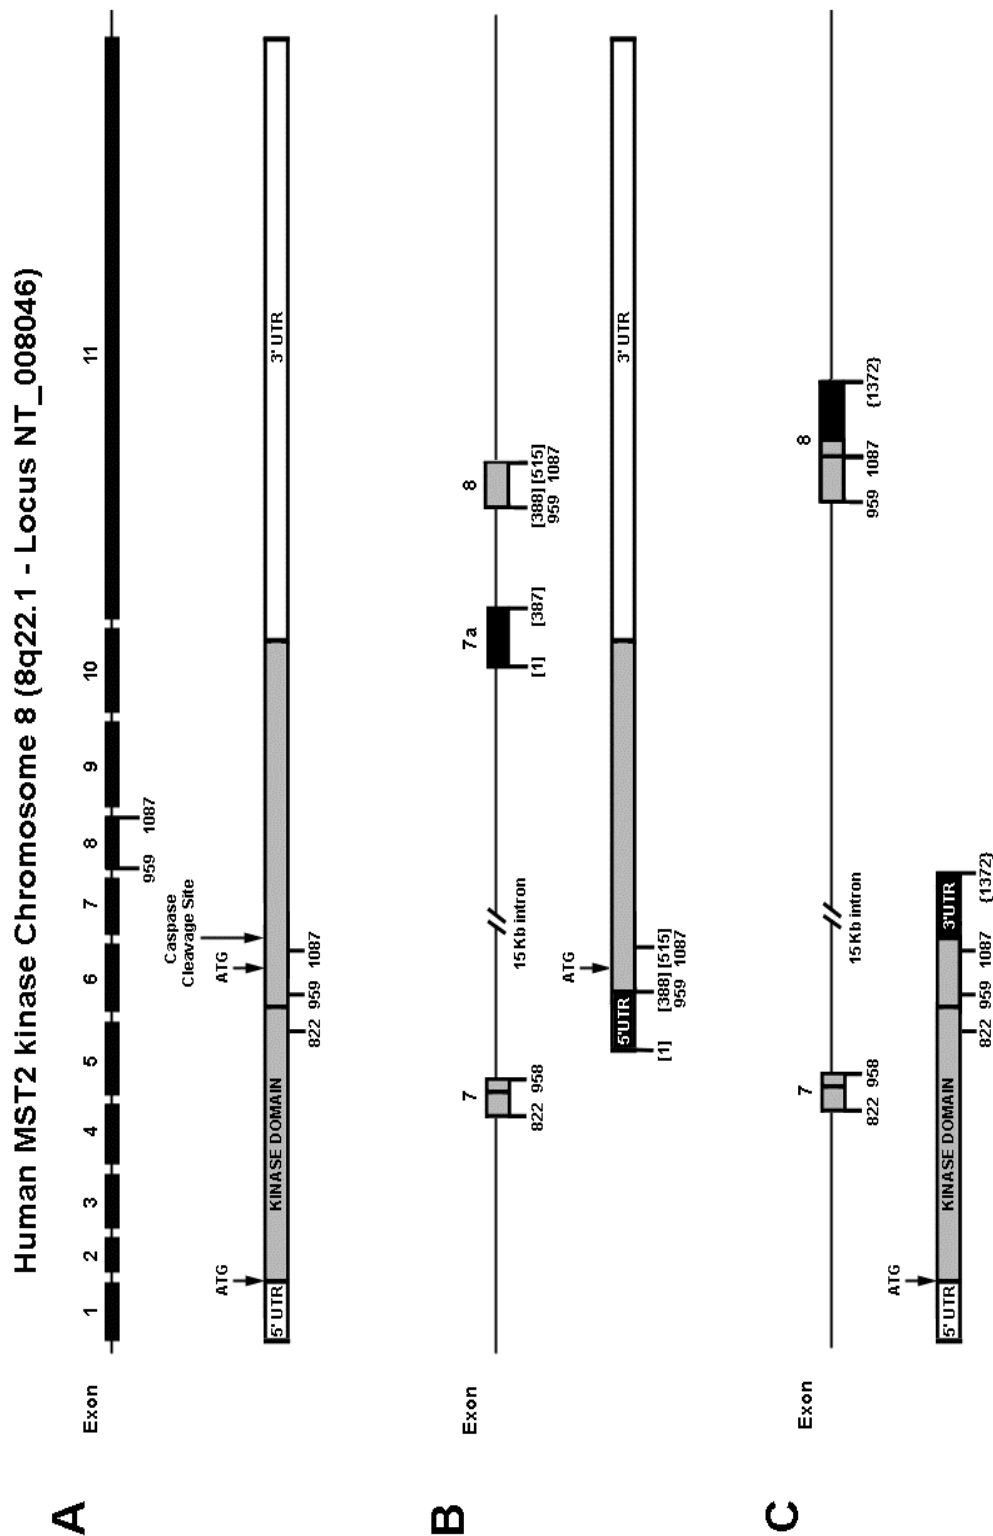 Human MST2 kinase Chromosome 8 (8q22.1 - Locus NT_008046)
A
Exon
1 2 3 4 5 6 7 8 9 10 11
959 1087
Caspase
Cleavage Site
ATG ATG
5' UTR KINASE DOMAIN 3' UTR
822 959 1087
B
Exon
7 7a 8
15 Kb intron
822 958 [1] [387] [388] [515]
959 1087
ATG
5'UTR 3' UTR
[1] [388] [515]
959 1087
C
Exon
7 8
15 Kb intron
822 958 959 1087 {1372}
ATG
5' UTR KINASE DOMAIN 3'UTR
822 959 1087 {1372}